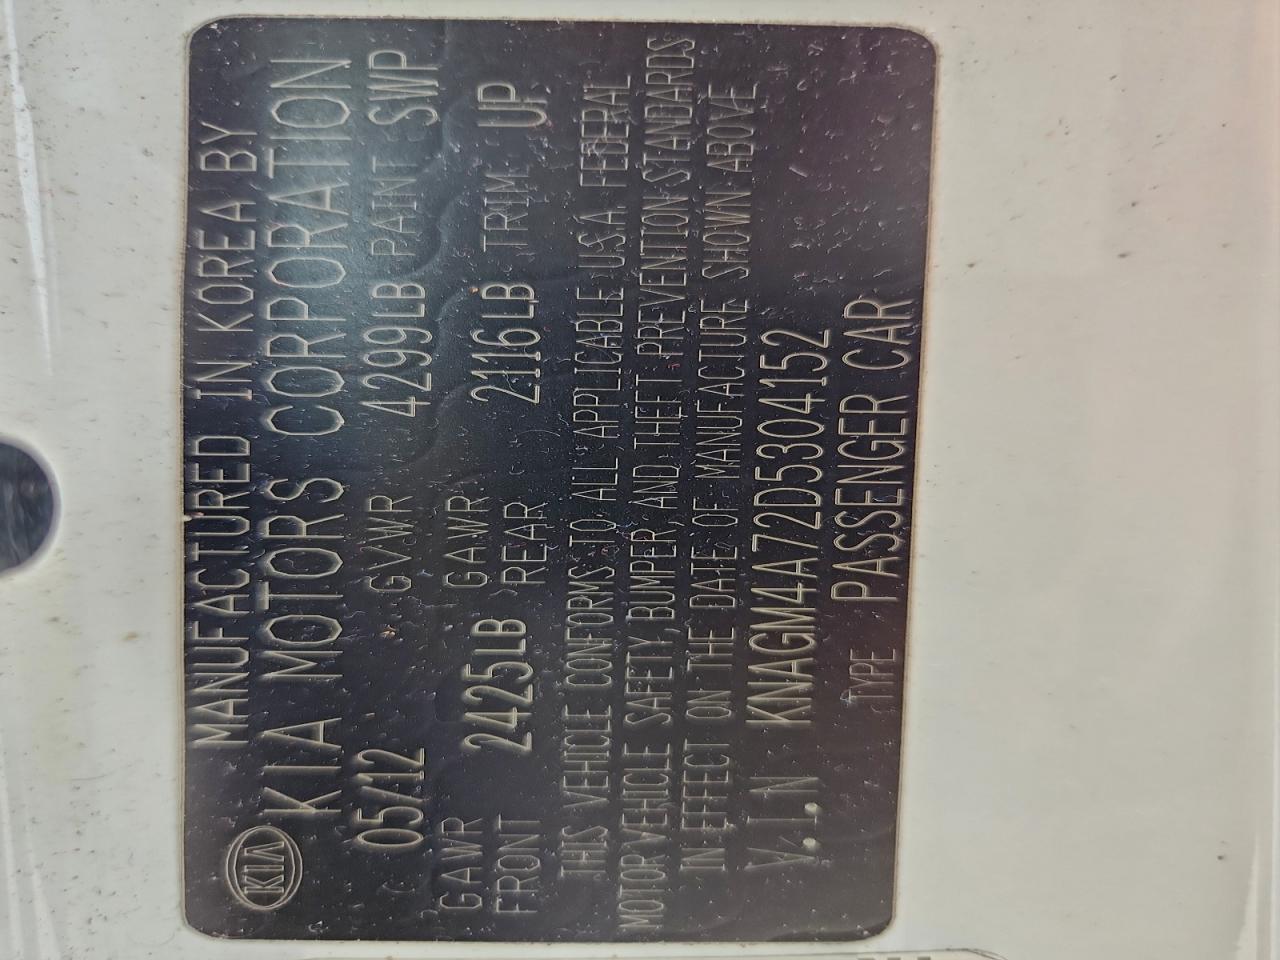 MANUFACTURED IN KOREA BY
KIA KIA MOTORS CORPORATION
05/12 GVWR 4299LB PAINT SWP
GAWR FRONT 2425LB GAWR REAR 2116LB TRIM UP
THIS VEHICLE CONFORMS TO ALL APPLICABLE U.S.A. FEDERAL
MOTOR VEHICLE SAFETY, BUMPER, AND THEFT PREVENTION STANDARDS
IN EFFECT ON THE DATE OF MANUFACTURE SHOWN ABOVE
V.I.N KNAGM4A72D5304152
TYPE PASSENGER CAR